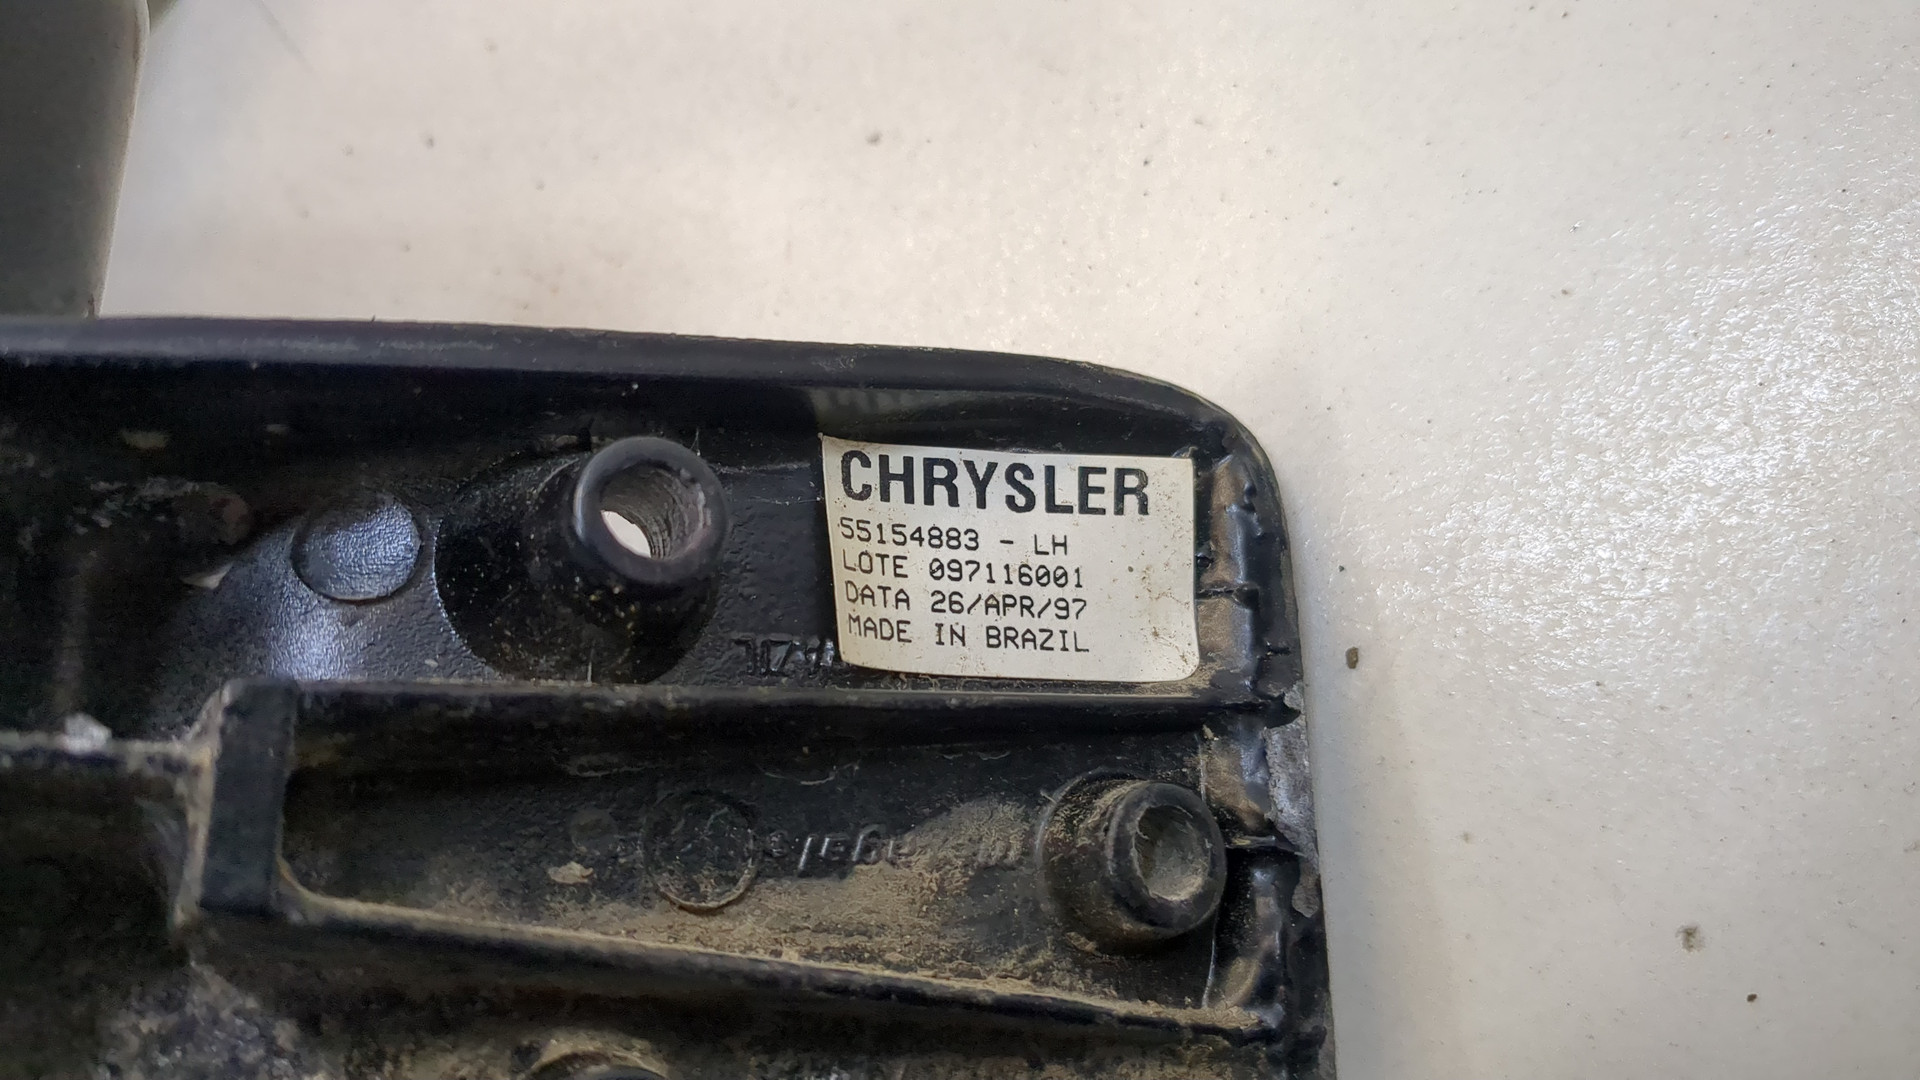 CHRYSLER
55154883 - LH
LOTE 097116001
DATA 26/APR/97
MADE IN BRAZIL